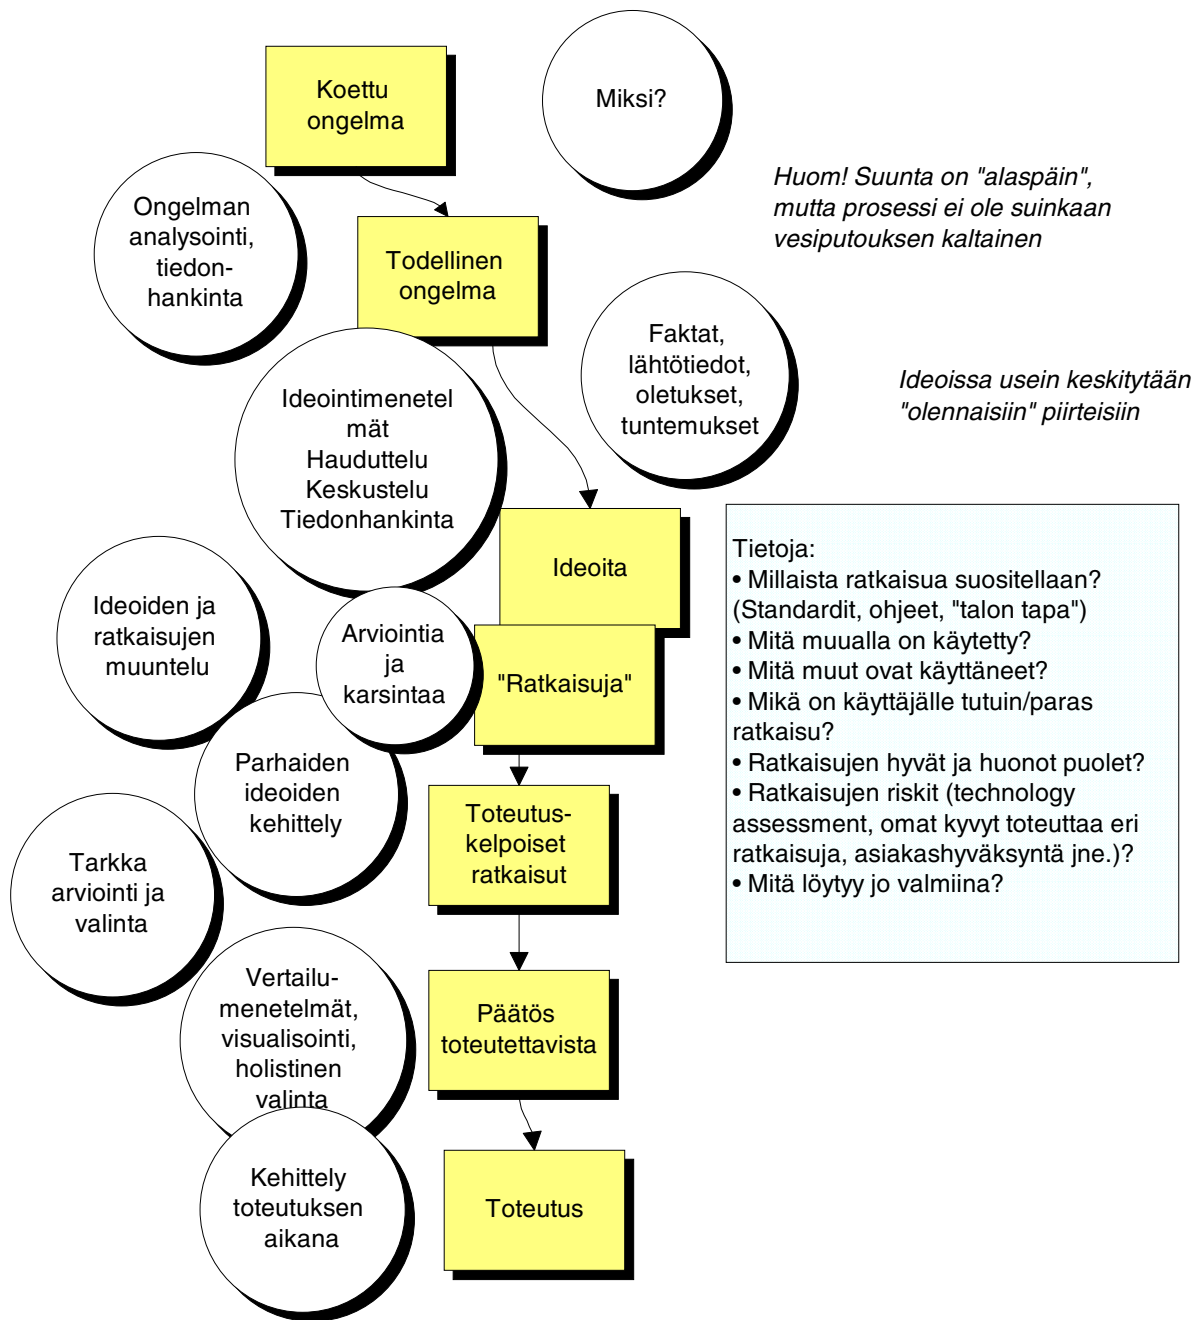 Koettu
ongelma
Miksi?
Huom! Suunta on "alaspäin",
mutta prosessi ei ole suinkaan
vesiputouksen kaltainen
Ongelman
analysointi,
tiedon-
hankinta
Todellinen
ongelma
Faktat,
lähtötiedot,
oletukset,
tuntemukset
Ideoissa usein keskitytään
"olennaisiin" piirteisiin
Ideointimenetel
mät
Hauduttelu
Keskustelu
Tiedonhankinta
Ideoita
Tietoja:
• Millaista ratkaisua suositellaan?
(Standardit, ohjeet, "talon tapa")
• Mitä muualla on käytetty?
• Mitä muut ovat käyttäneet?
• Mikä on käyttäjälle tutuin/paras
ratkaisu?
• Ratkaisujen hyvät ja huonot puolet?
• Ratkaisujen riskit (technology
assessment, omat kyvyt toteuttaa eri
ratkaisuja, asiakashyväksyntä jne.)?
• Mitä löytyy jo valmiina?
Ideoiden ja
ratkaisujen
muuntelu
Arviointia
ja
karsintaa
"Ratkaisuja"
Parhaiden
ideoiden
kehittely
Toteutus-
kelpoiset
ratkaisut
Tarkka
arviointi ja
valinta
Vertailu-
menetelmät,
visualisointi,
holistinen
valinta
Päätös
toteutettavista
Kehittely
toteutuksen
aikana
Toteutus